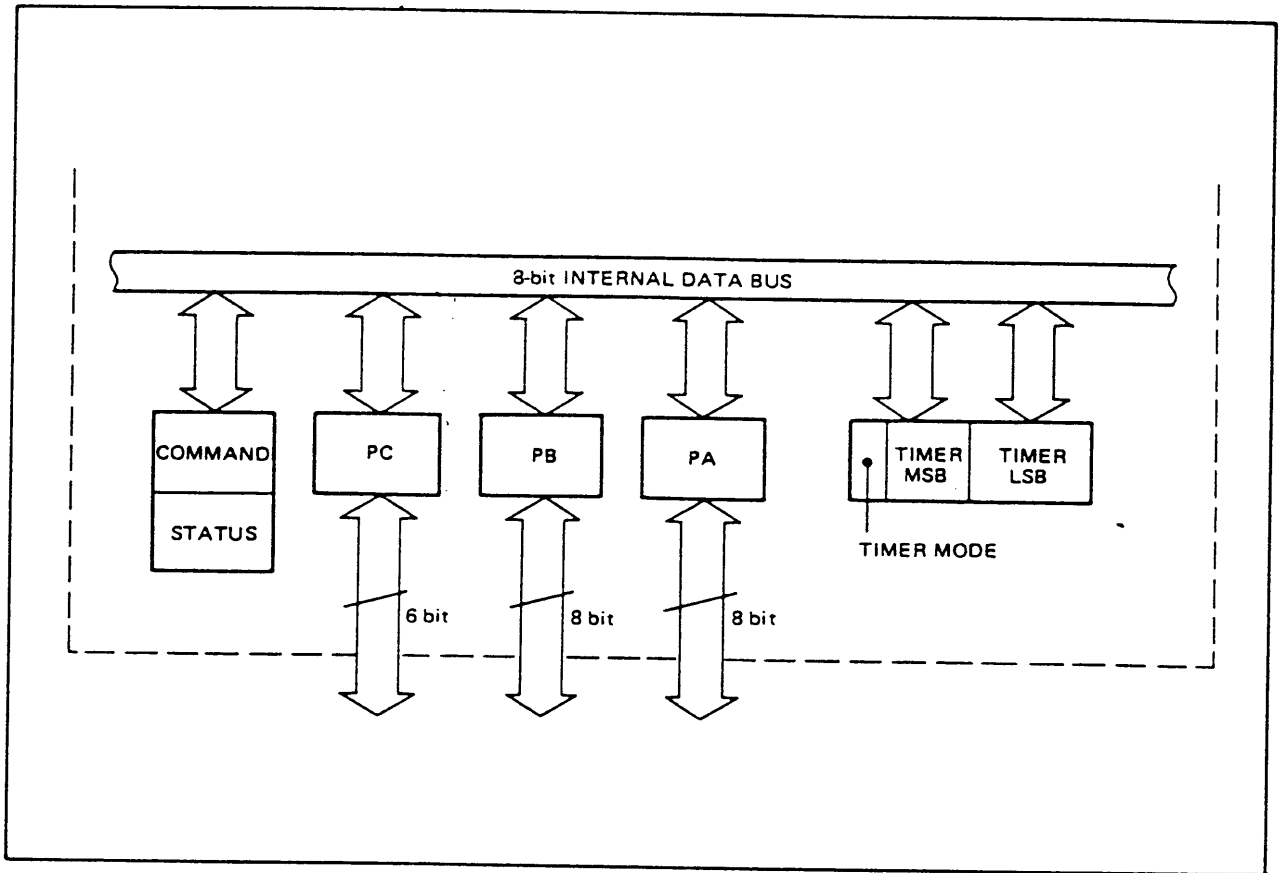 8-bit INTERNAL DATA BUS
COMMAND
STATUS
PC
PB
PA
TIMER
MSB
TIMER
LSB
TIMER MODE
6 bit
8 bit
8 bit